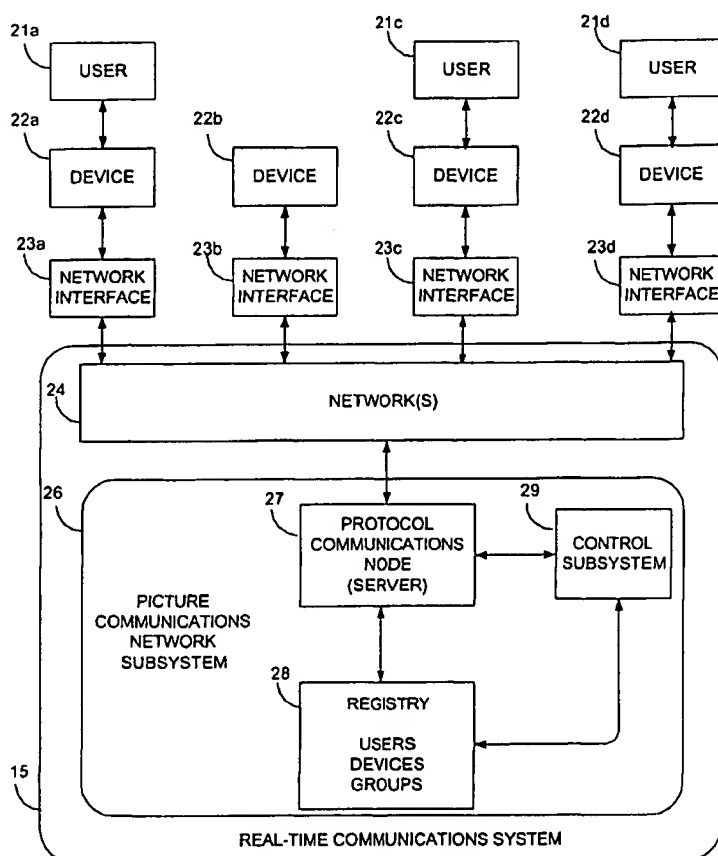 21a
USER
21c
USER
21d
USER
22a
DEVICE
22b
DEVICE
22c
DEVICE
22d
DEVICE
23a
NETWORK
INTERFACE
23b
NETWORK
INTERFACE
23c
NETWORK
INTERFACE
23d
NETWORK
INTERFACE
24
NETWORK(S)
26
PICTURE
COMMUNICATIONS
NETWORK
SUBSYSTEM
27
PROTOCOL
COMMUNICATIONS
NODE
(SERVER)
29
CONTROL
SUBSYSTEM
28
REGISTRY
USERS
DEVICES
GROUPS
15
REAL-TIME COMMUNICATIONS SYSTEM